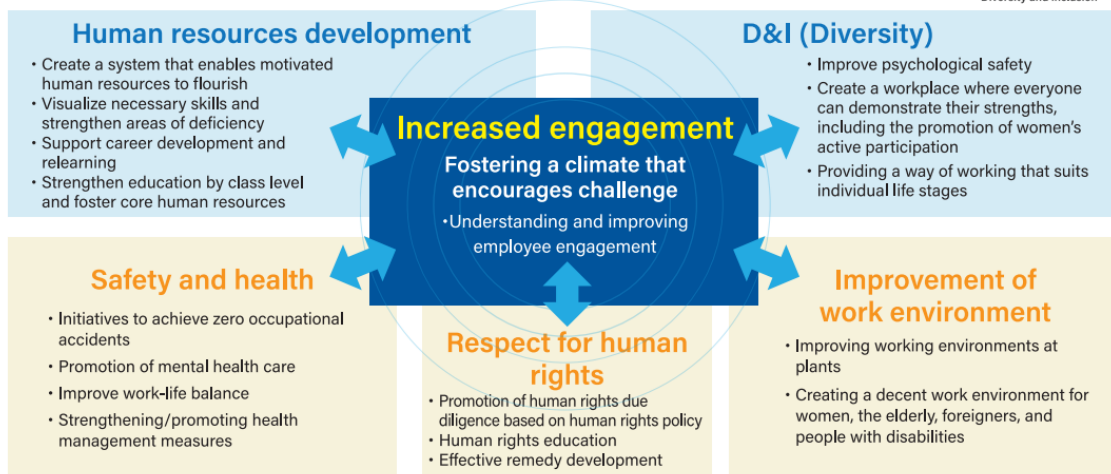 Diversity and Inclusion
Human resources development
・Create a system that enables motivated
human resources to flourish
・Visualize necessary skills and
strengthen areas of deficiency
・Support career development and
relearning
・Strengthen education by class level
and foster core human resources
D&I (Diversity)
・Improve psychological safety
・Create a workplace where everyone
can demonstrate their strengths,
including the promotion of women's
active participation
・Providing a way of working that suits
individual life stages
Increased engagement
Fostering a climate that
encourages challenge
・Understanding and improving
employee engagement
Safety and health
・Initiatives to achieve zero occupational
accidents
・Promotion of mental health care
・Improve work-life balance
・Strengthening/promoting health
management measures
Respect for human
rights
・Promotion of human rights due
diligence based on human rights policy
・Human rights education
・Effective remedy development
Improvement of
work environment
・Improving working environments at
plants
・Creating a decent work environment for
women, the elderly, foreigners, and
people with disabilities